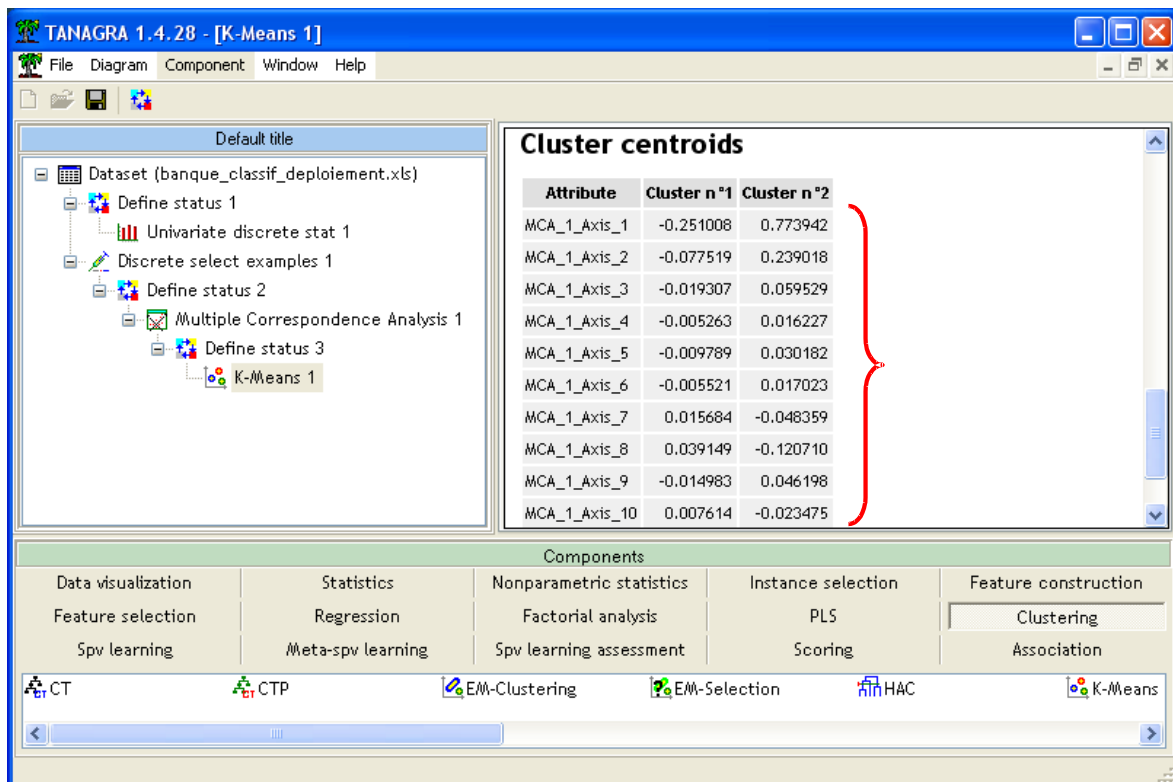 TANAGRA 1.4.28 - [K-Means 1]
File Diagram Component Window Help
Default title
Dataset (banque_classif_deploiement.xls)
Define status 1
Univariate discrete stat 1
Discrete select examples 1
Define status 2
Multiple Correspondence Analysis 1
Define status 3
K-Means 1
Cluster centroids
Attribute Cluster n°1 Cluster n°2
MCA_1_Axis_1 -0.251008 0.773942
MCA_1_Axis_2 -0.077519 0.239018
MCA_1_Axis_3 -0.019307 0.059529
MCA_1_Axis_4 -0.005263 0.016227
MCA_1_Axis_5 -0.009789 0.030182
MCA_1_Axis_6 -0.005521 0.017023
MCA_1_Axis_7 0.015684 -0.048359
MCA_1_Axis_8 0.039149 -0.120710
MCA_1_Axis_9 -0.014983 0.046198
MCA_1_Axis_10 0.007614 -0.023475
Components
Data visualization Statistics Nonparametric statistics Instance selection Feature construction
Feature selection Regression Factorial analysis PLS Clustering
Spv learning Meta-spv learning Spv learning assessment Scoring Association
CT CTP EM-Clustering EM-Selection HAC K-Means